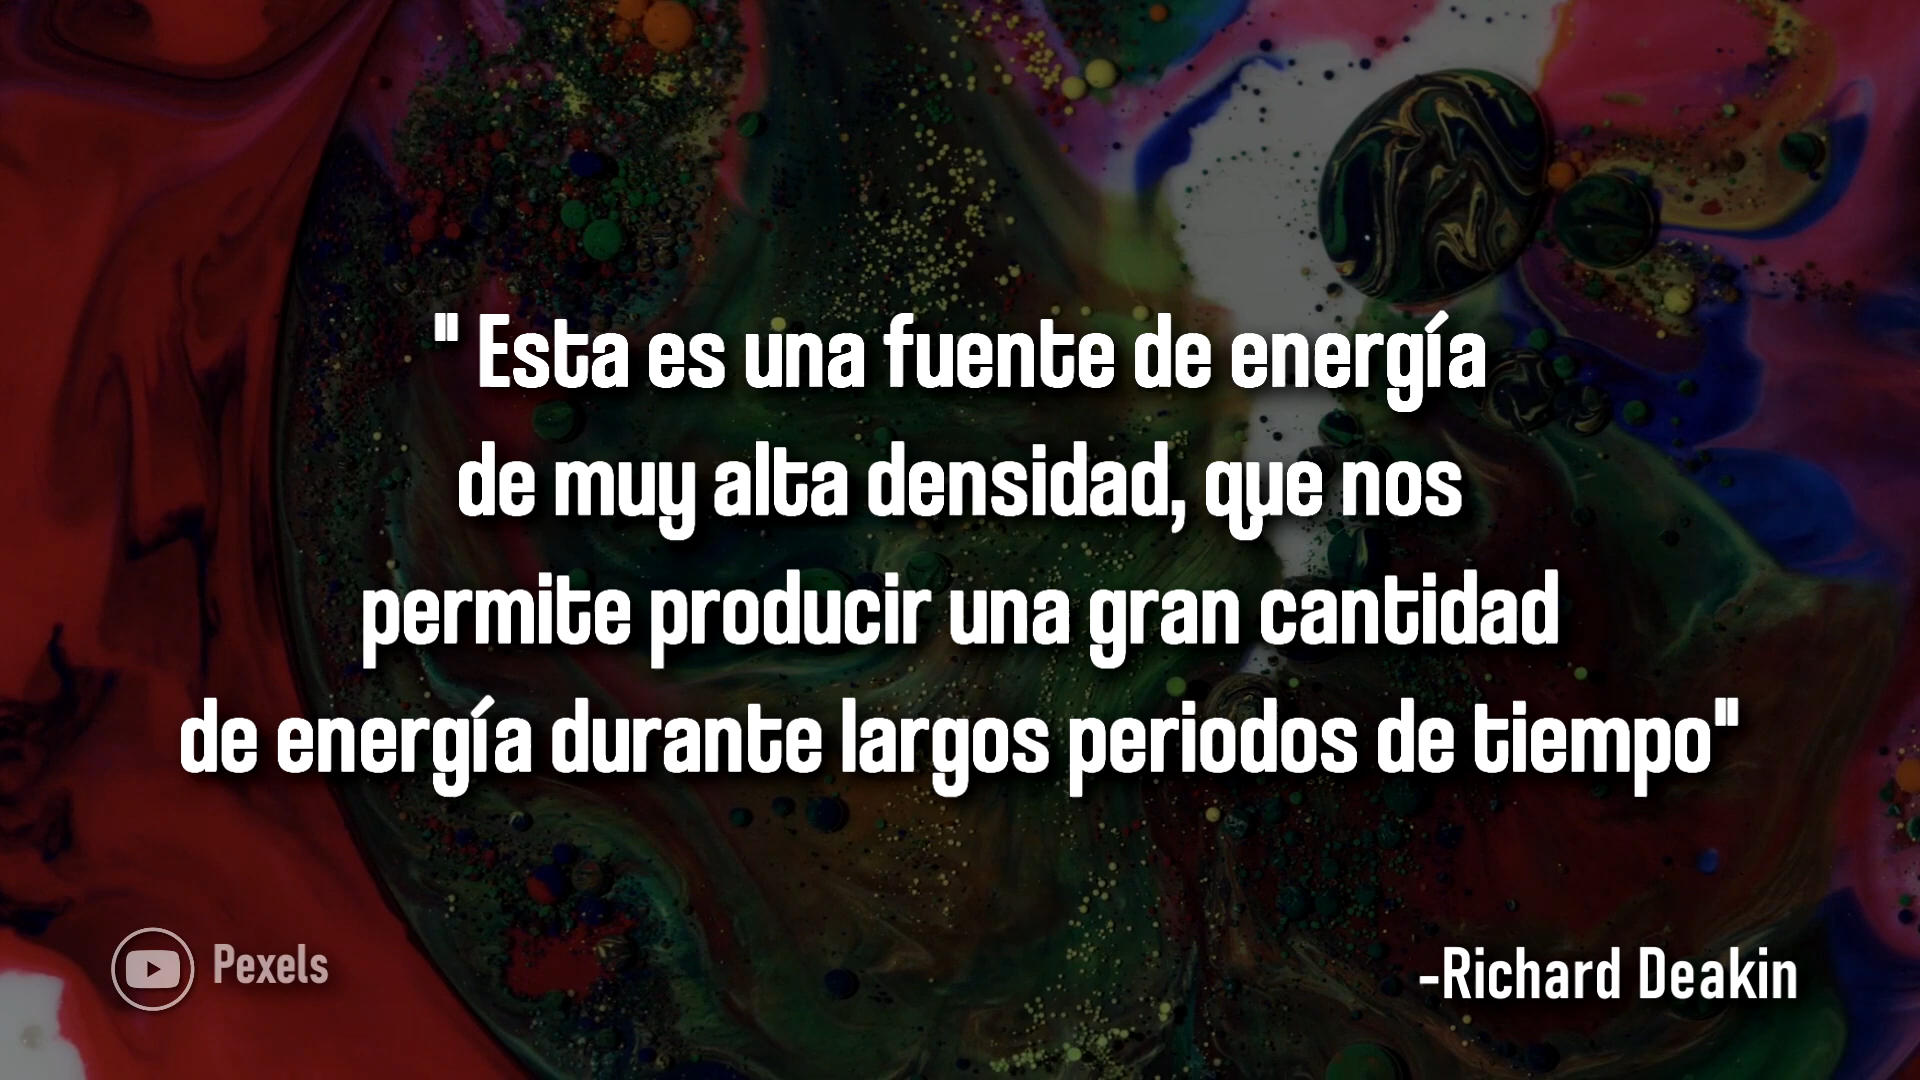 " Esta es una fuente de energía
de muy alta densidad, que nos
permite producir una gran cantidad
de energía durante largos periodos de tiempo"
Pexels
-Richard Deakin